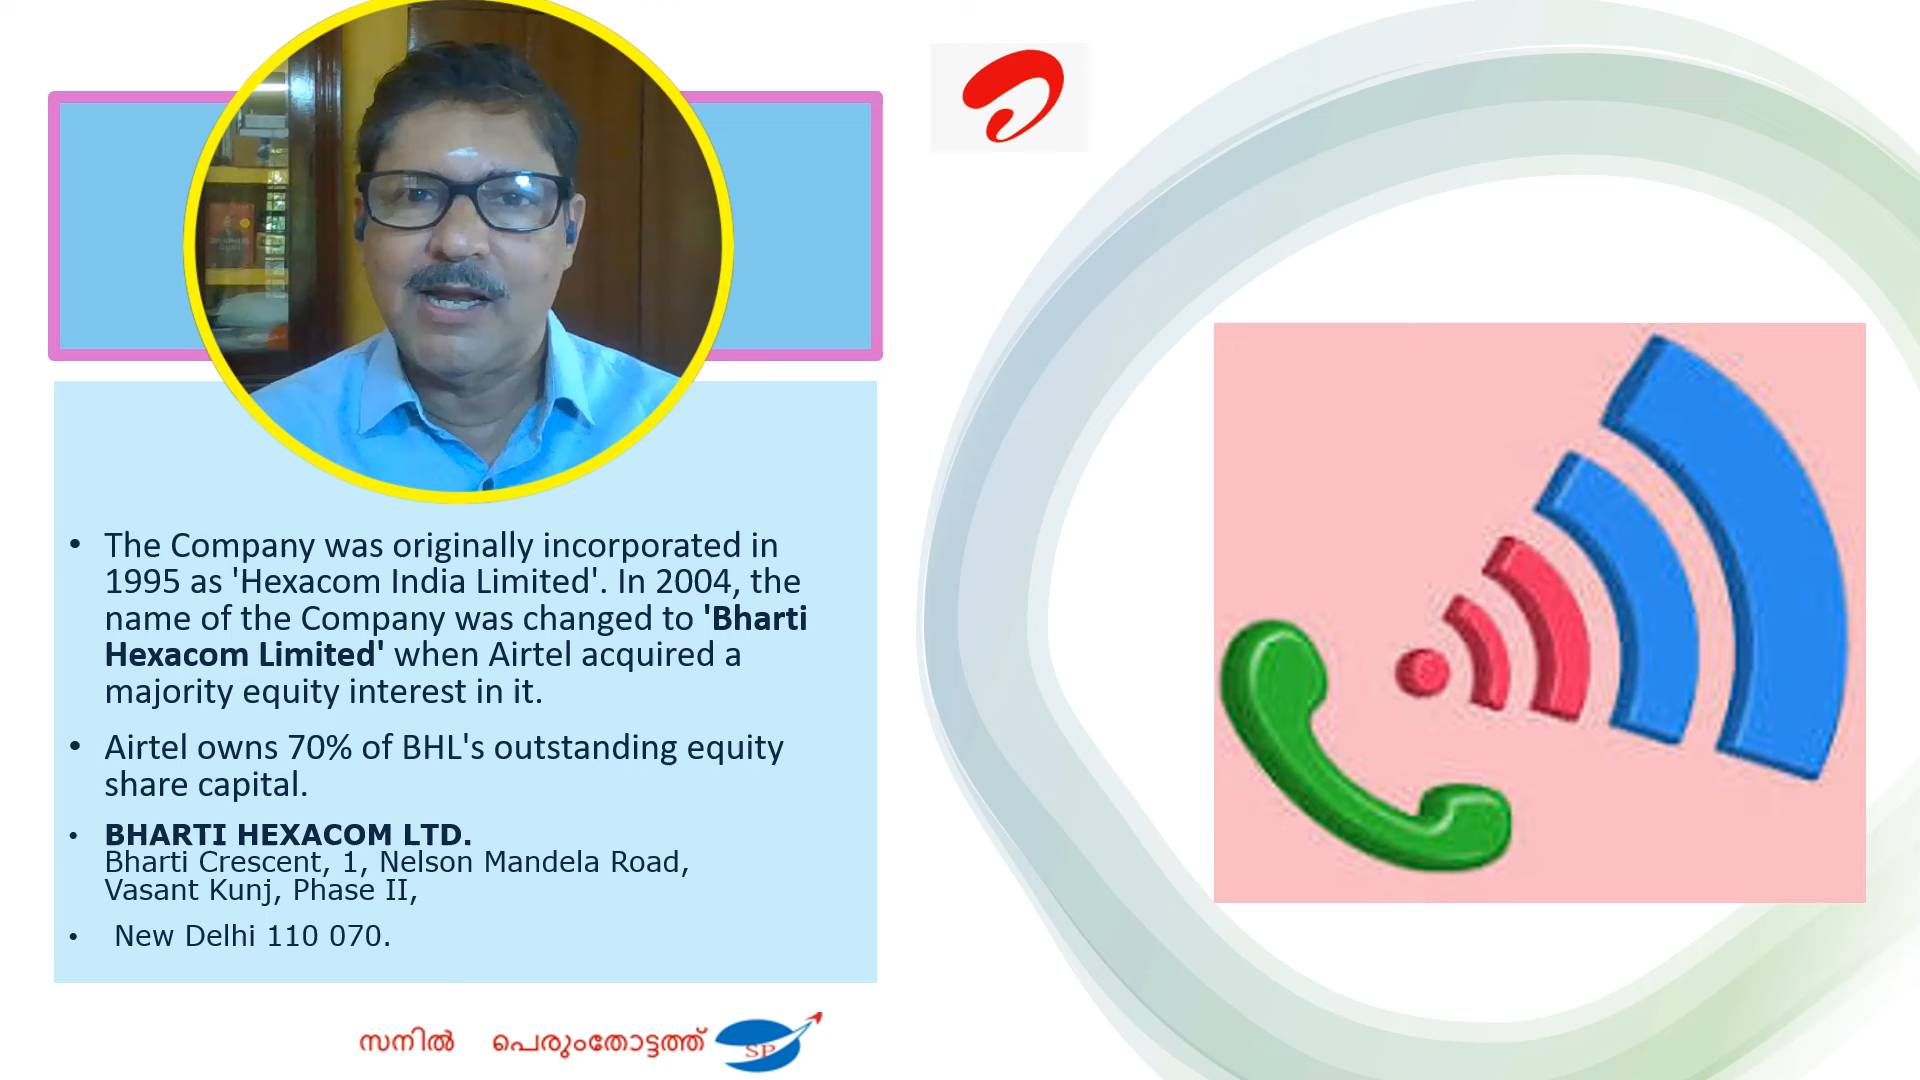 • The Company was originally incorporated in
1995 as 'Hexacom India Limited'. In 2004, the
name of the Company was changed to 'Bharti
Hexacom Limited' when Airtel acquired a
majority equity interest in it.
• Airtel owns 70% of BHL's outstanding equity
share capital.
• BHARTI HEXACOM LTD.
Bharti Crescent, 1, Nelson Mandela Road,
Vasant Kunj, Phase II,
• New Delhi 110 070.
സനിൽ പെരുംതോട്ടത്ത് SP